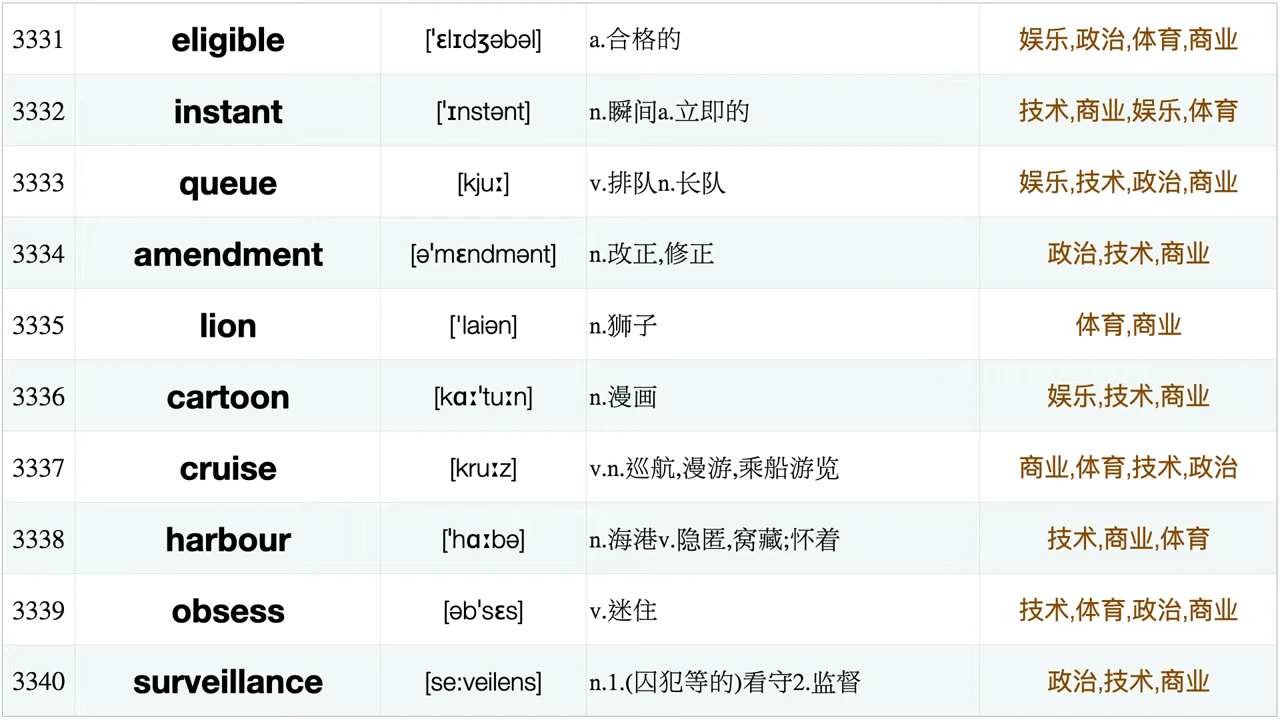 3331 eligible ['ɛlɪdʒəbəl] a.合格的 娱乐,政治,体育,商业
3332 instant ['ɪnstənt] n.瞬间a.立即的 技术,商业,娱乐,体育
3333 queue [kjuː] v.排队n.长队 娱乐,技术,政治,商业
3334 amendment [ə'mɛndmənt] n.改正,修正 政治,技术,商业
3335 lion ['laiən] n.狮子 体育,商业
3336 cartoon [kɑː'tuːn] n.漫画 娱乐,技术,商业
3337 cruise [kruːz] v.n.巡航,漫游,乘船游览 商业,体育,技术,政治
3338 harbour ['hɑːbə] n.海港v.隐匿,窝藏;怀着 技术,商业,体育
3339 obsess [əb'sɛs] v.迷住 技术,体育,政治,商业
3340 surveillance [se:veilens] n.1.(囚犯等的)看守2.监督 政治,技术,商业